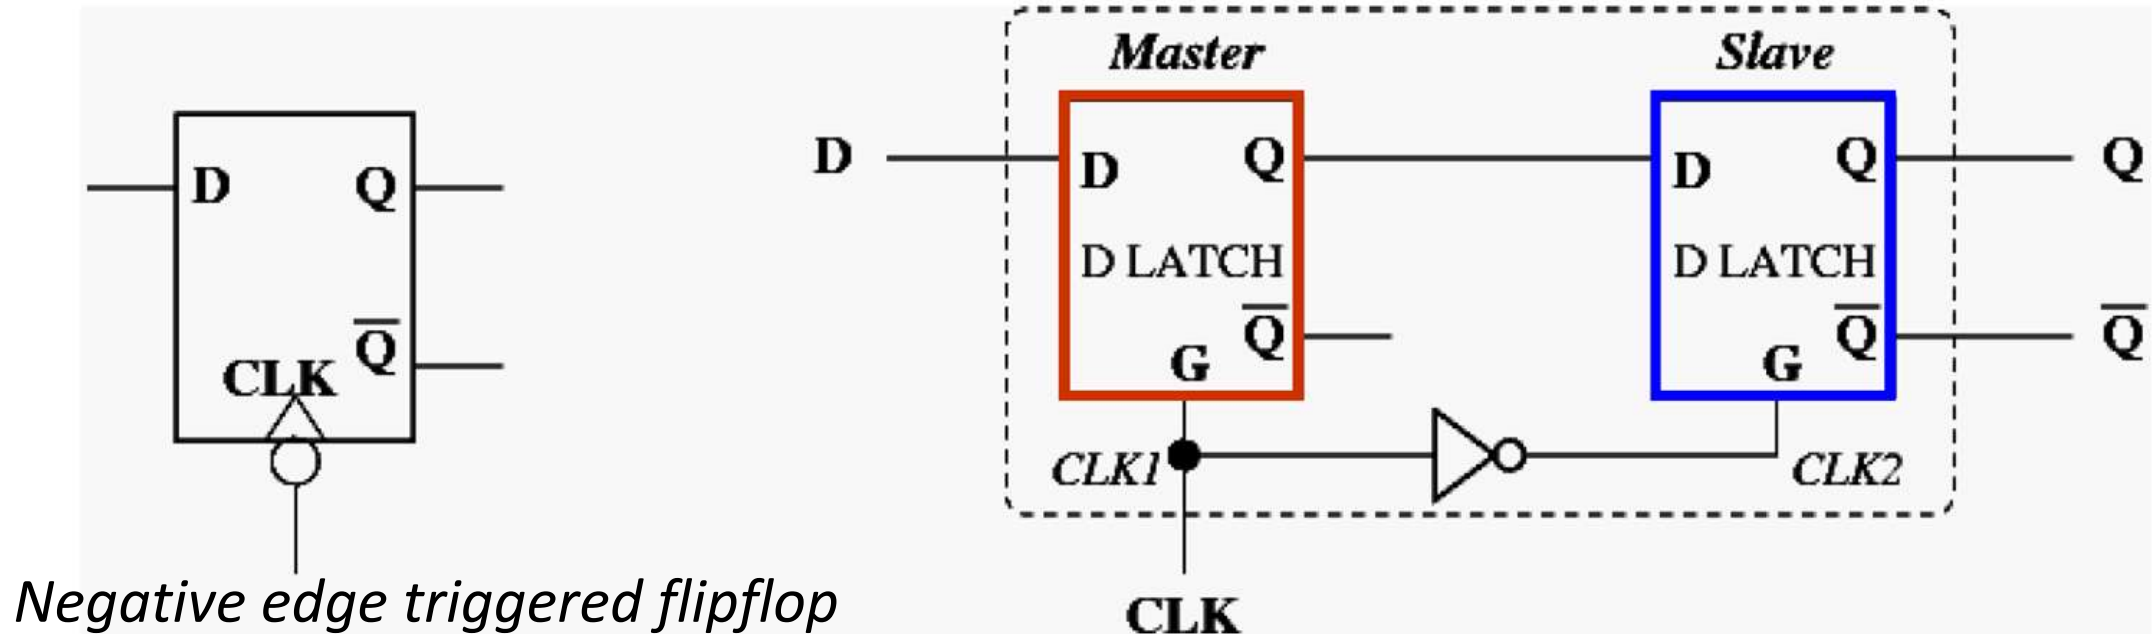 Master Slave
D D Q D Q Q
D Q
D LATCH D LATCH
Q̅ Q̅ Q̅ Q̅
G G
CLK
CLK1 CLK2
Negative edge triggered flipflop
CLK